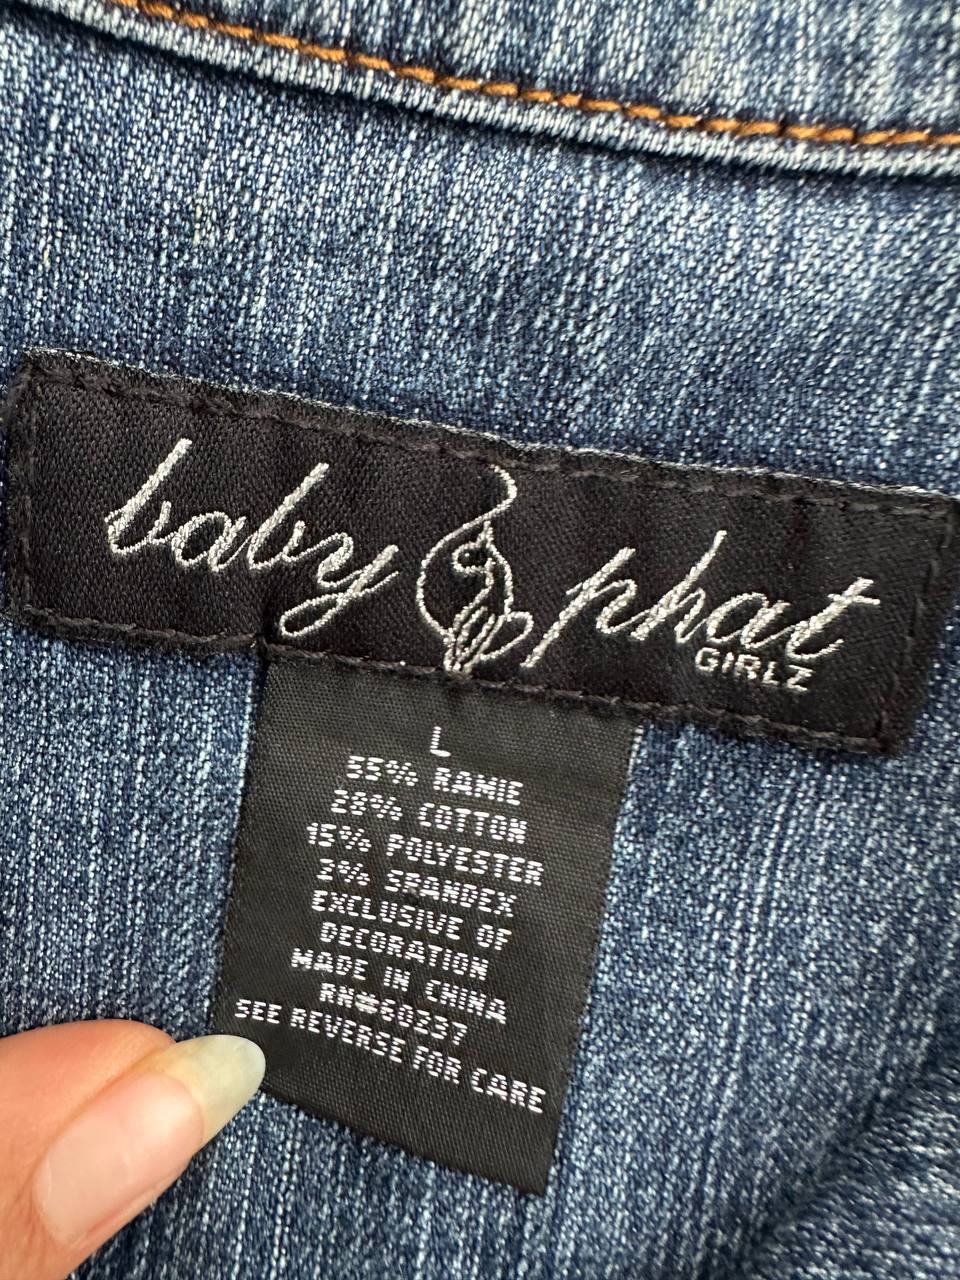 baby phat
GIRLZ
L
55% RAMIE
28% COTTON
15% POLYESTER
2% SPANDEX
EXCLUSIVE OF
DECORATION
MADE IN CHINA
RN#60237
SEE REVERSE FOR CARE